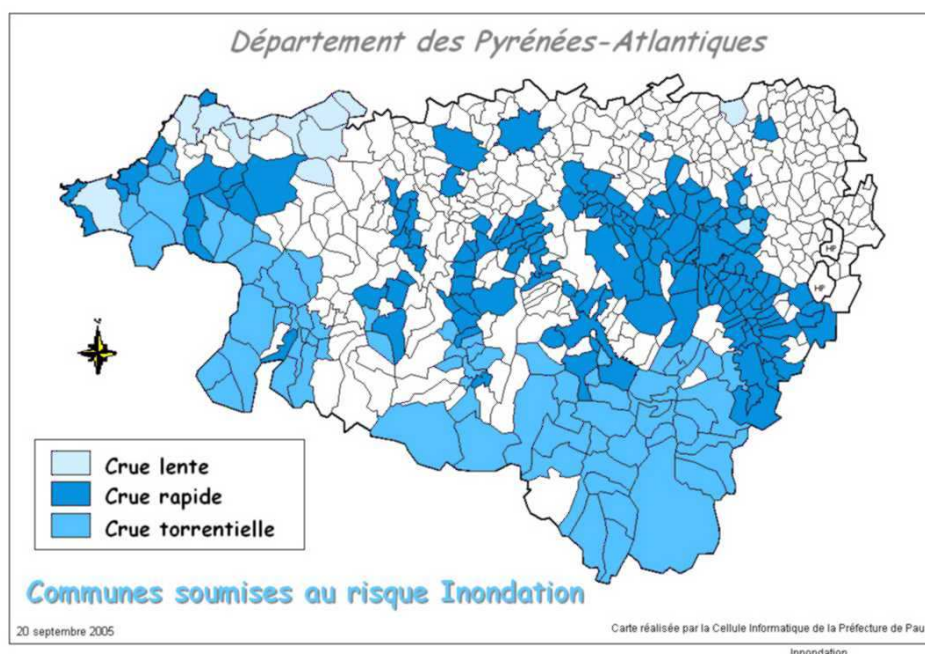 Département des Pyrénées-Atlantiques
HP
HP
Crue lente
Crue rapide
Crue torrentielle
Communes soumises au risque Inondation
20 septembre 2005
Carte réalisée par la Cellule Informatique de la Préfecture de Pau
Innondation